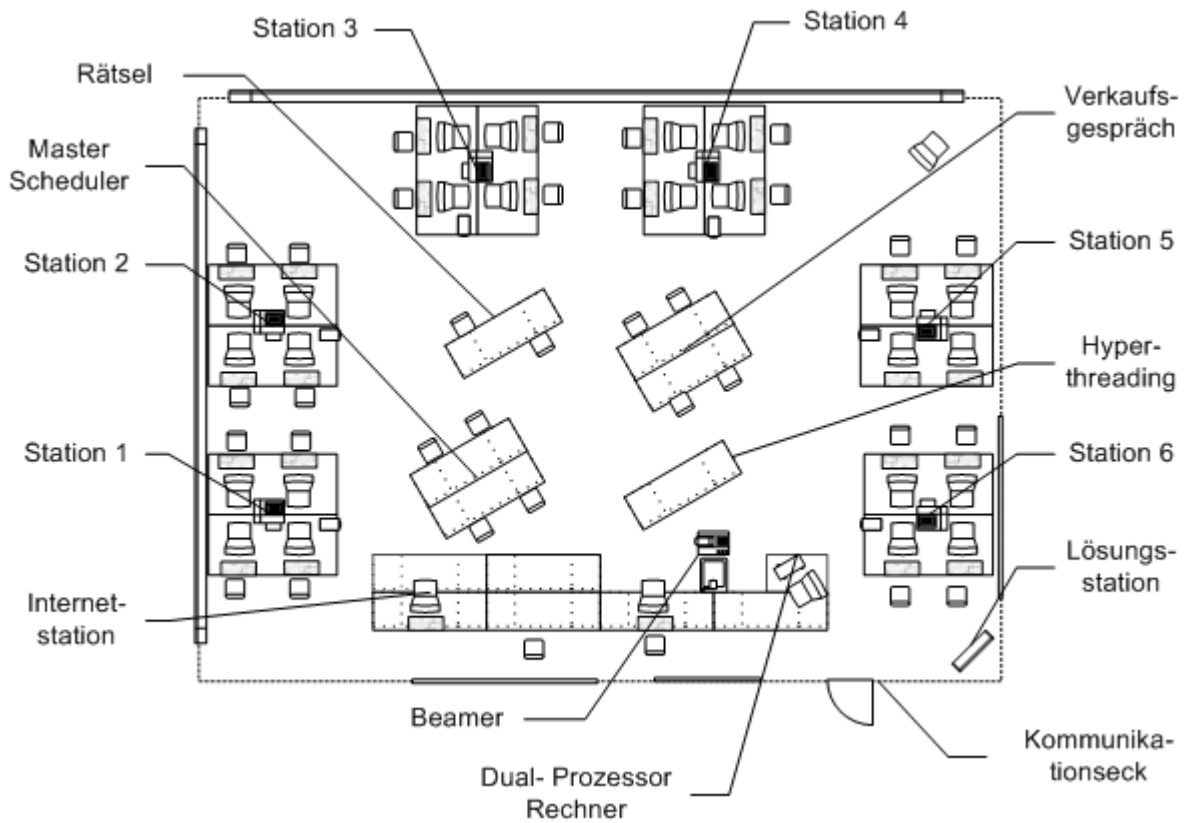 Station 3
Station 4
Rätsel
Verkaufs-
gespräch
Master
Scheduler
Station 2
Station 5
Hyper-
threading
Station 1
Station 6
Lösungs-
station
Internet-
station
Beamer
Kommunika-
tionseck
Dual- Prozessor
Rechner